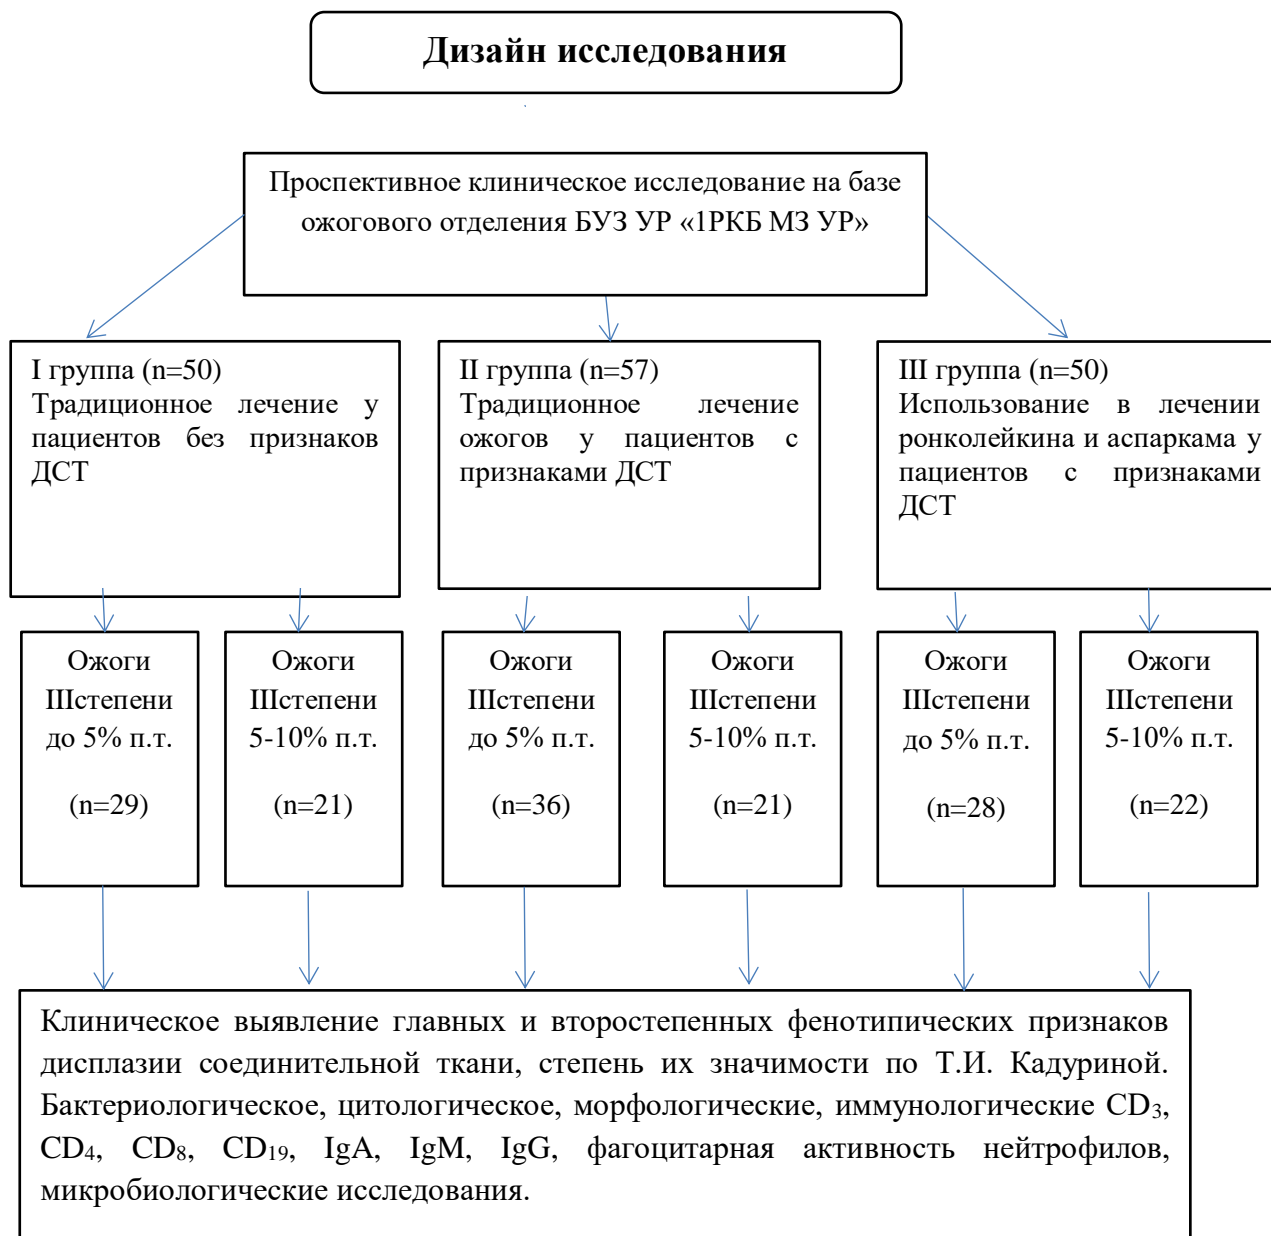 Дизайн исследования
Проспективное клиническое исследование на базе
ожогового отделения БУЗ УР «1РКБ МЗ УР»
I группа (n=50)
Традиционное лечение у
пациентов без признаков
ДСТ
II группа (n=57)
Традиционное лечение
ожогов у пациентов с
признаками ДСТ
III группа (n=50)
Использование в лечении
ронколейкина и аспаркама у
пациентов с признаками
ДСТ
Ожоги
IIIстепени
до 5% п.т.
(n=29)
Ожоги
IIIстепени
5-10% п.т.
(n=21)
Ожоги
IIIстепени
до 5% п.т.
(n=36)
Ожоги
IIIстепени
5-10% п.т.
(n=21)
Ожоги
IIIстепени
до 5% п.т.
(n=28)
Ожоги
IIIстепени
5-10% п.т.
(n=22)
Клиническое выявление главных и второстепенных фенотипических признаков
дисплазии соединительной ткани, степень их значимости по Т.И. Кадуриной.
Бактериологическое, цитологическое, морфологические, иммунологические CD₃,
CD₄, CD₈, CD₁₉, IgA, IgM, IgG, фагоцитарная активность нейтрофилов,
микробиологические исследования.